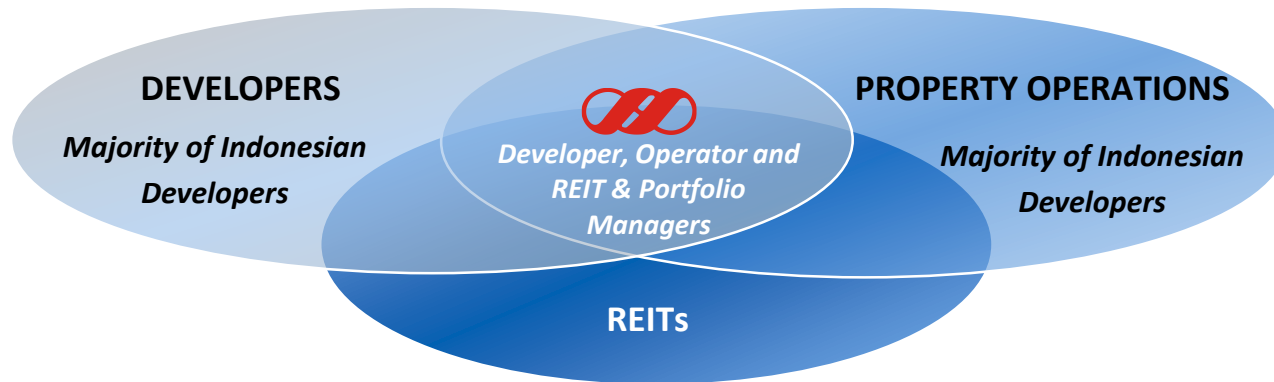 DEVELOPERS
Majority of Indonesian
Developers
Developer, Operator and
REIT & Portfolio
Managers
PROPERTY OPERATIONS
Majority of Indonesian
Developers
REITs